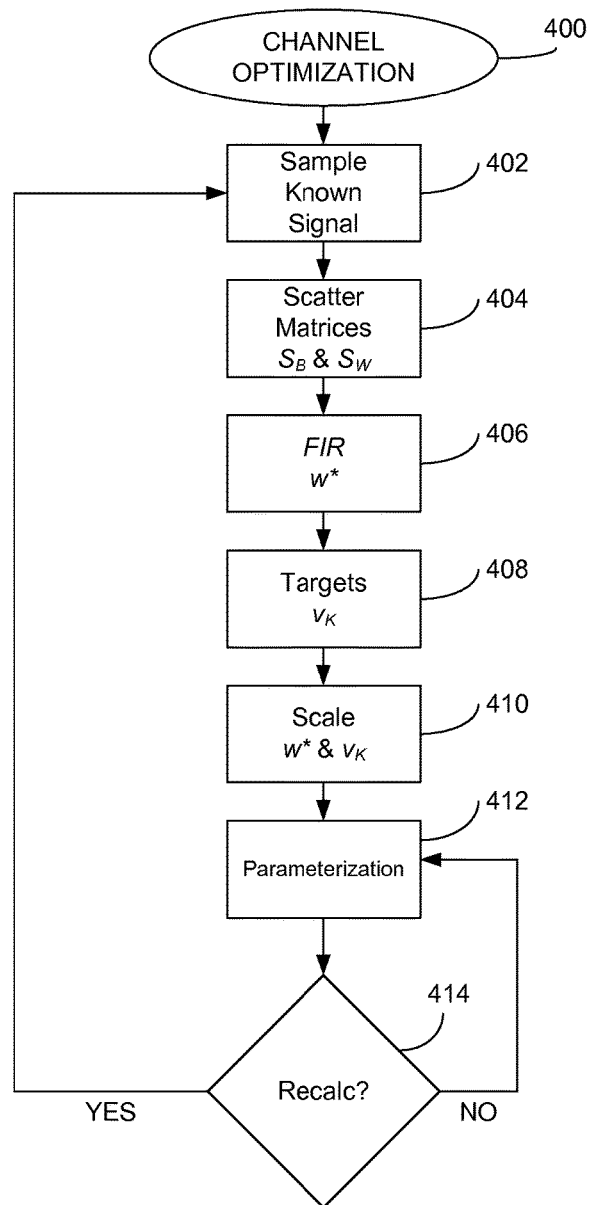 CHANNEL
OPTIMIZATION
400
Sample
Known
Signal
402
Scatter
Matrices
S_B & S_W
404
FIR
w*
406
Targets
v_K
408
Scale
w* & v_K
410
Parameterization
412
Recalc?
414
YES
NO